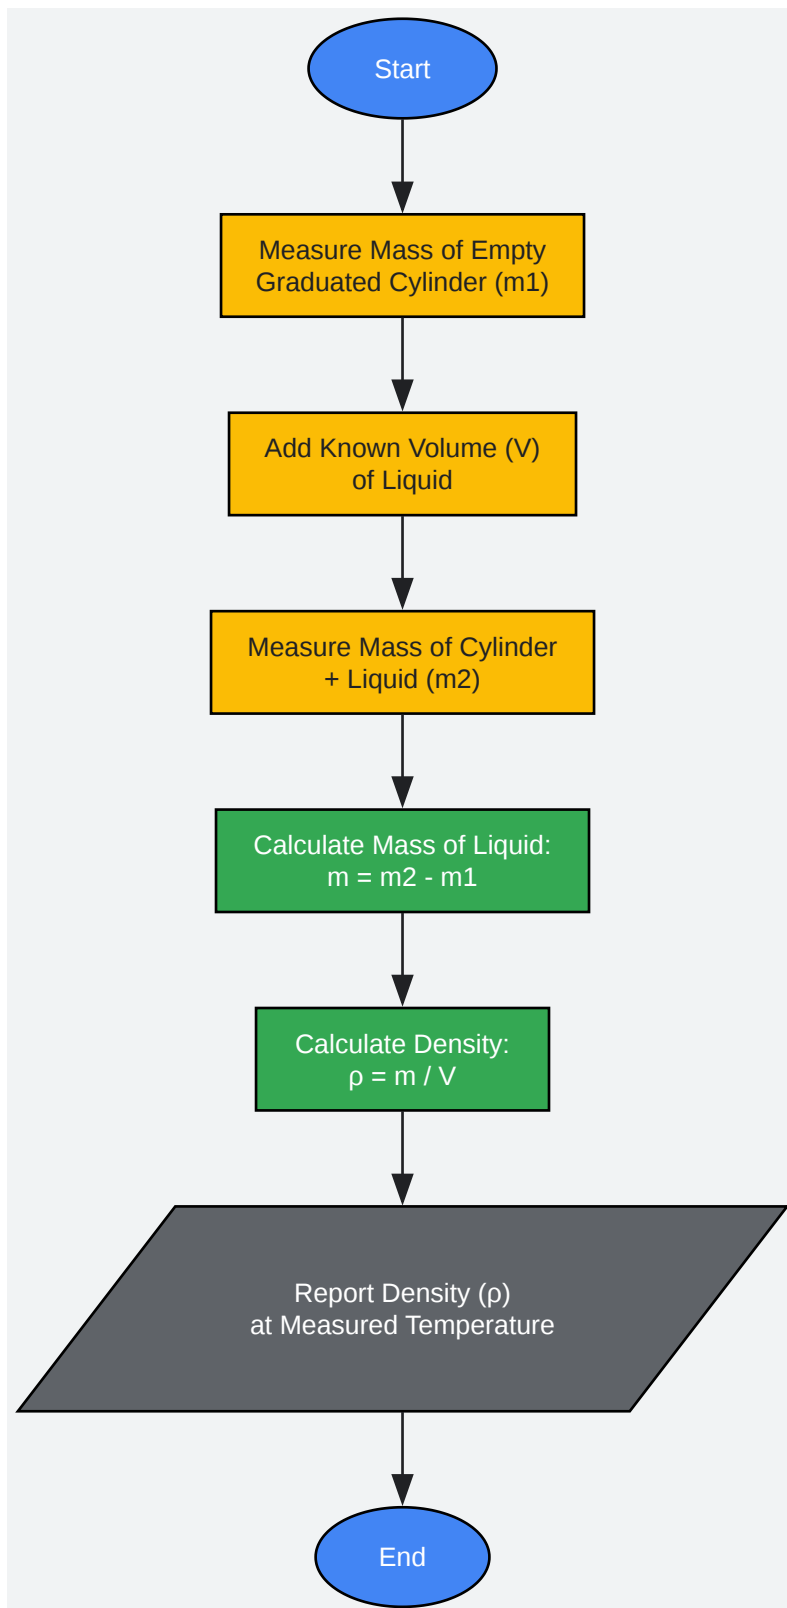 Start
Measure Mass of Empty
Graduated Cylinder (m1)
Add Known Volume (V)
of Liquid
Measure Mass of Cylinder
+ Liquid (m2)
Calculate Mass of Liquid:
m = m2 - m1
Calculate Density:
ρ = m / V
Report Density (ρ)
at Measured Temperature
End